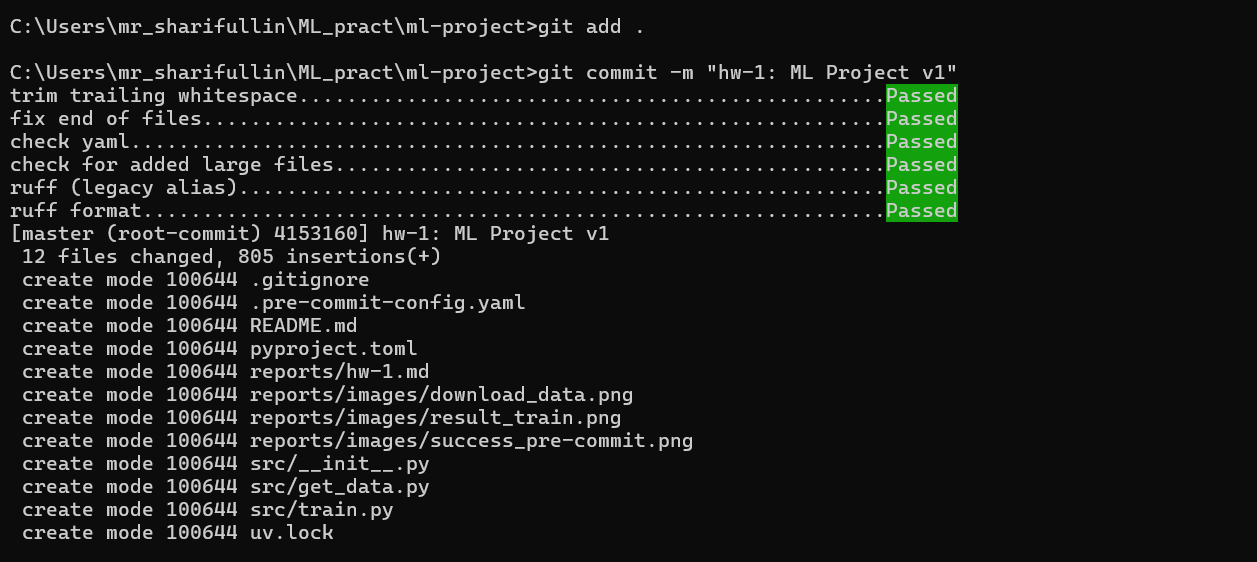 C:\Users\mr_sharifullin\ML_pract\ml-project>git add .
C:\Users\mr_sharifullin\ML_pract\ml-project>git commit -m "hw-1: ML Project v1"
trim trailing whitespace.................................................Passed
fix end of files.........................................................Passed
check yaml...............................................................Passed
check for added large files..............................................Passed
ruff (legacy alias)......................................................Passed
ruff format..............................................................Passed
[master (root-commit) 4153160] hw-1: ML Project v1
 12 files changed, 805 insertions(+)
 create mode 100644 .gitignore
 create mode 100644 .pre-commit-config.yaml
 create mode 100644 README.md
 create mode 100644 pyproject.toml
 create mode 100644 reports/hw-1.md
 create mode 100644 reports/images/download_data.png
 create mode 100644 reports/images/result_train.png
 create mode 100644 reports/images/success_pre-commit.png
 create mode 100644 src/__init__.py
 create mode 100644 src/get_data.py
 create mode 100644 src/train.py
 create mode 100644 uv.lock